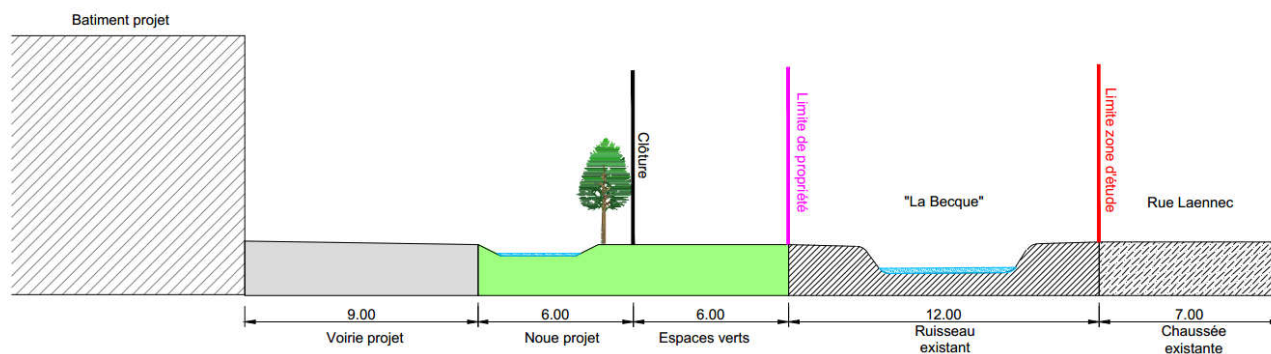 Batiment projet
Clôture
Limite de propriété
Limite zone d'étude
"La Becque"
Rue Laennec
9.00
6.00
6.00
12.00
7.00
Voirie projet
Noue projet
Espaces verts
Ruisseau
existant
Chaussée
existante